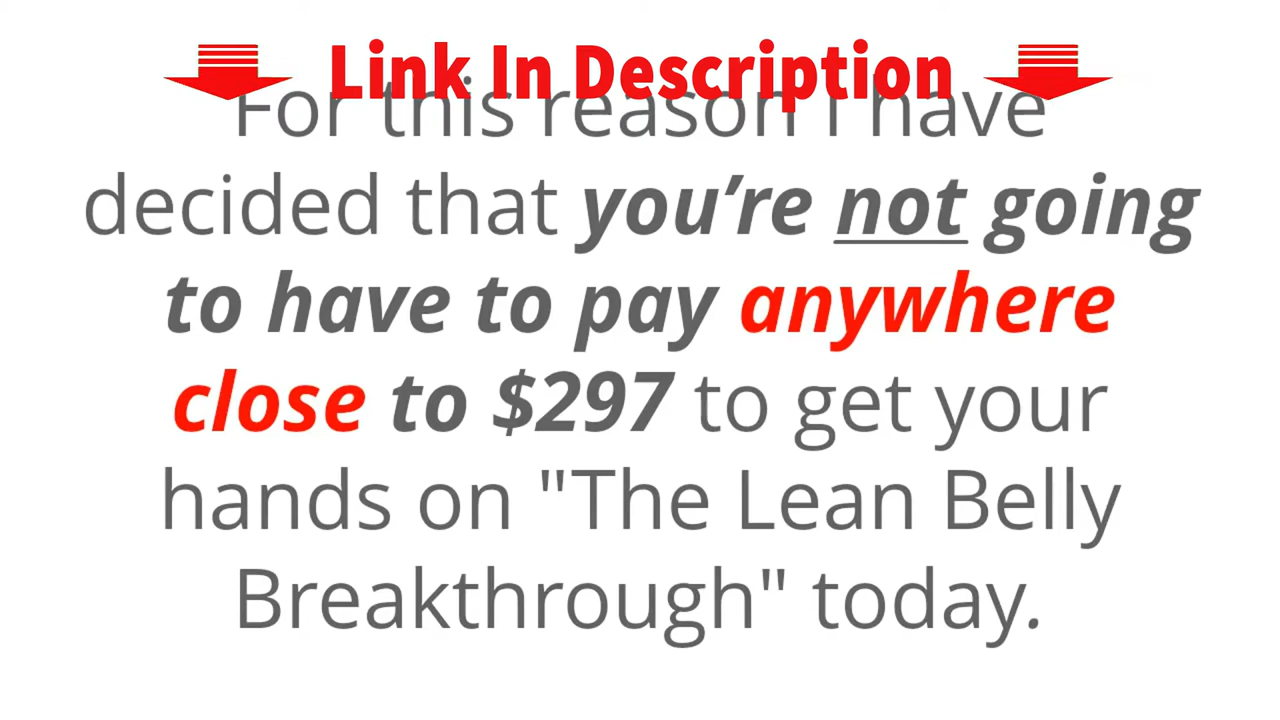 Link In Description
For this reason I have
decided that you’re not going
to have to pay anywhere
close to $297 to get your
hands on "The Lean Belly
Breakthrough" today.